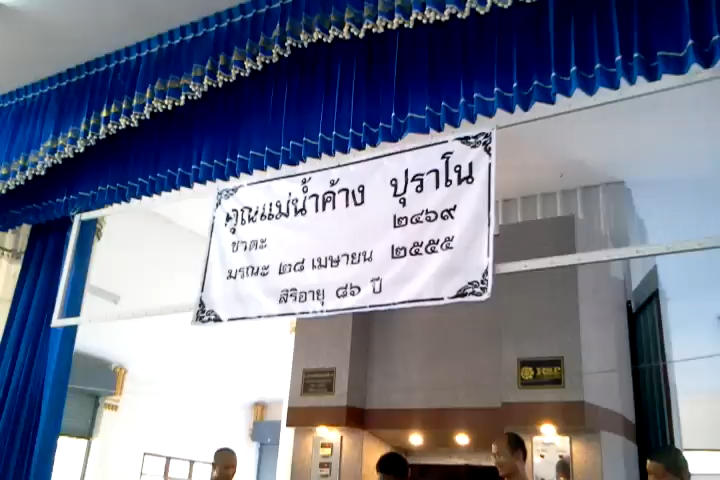 คุณแม่น้ำค้าง ปุราโน
ชาตะ ๒๔๖๙
มรณะ ๒๘ เมษายน ๒๕๕๕
สิริอายุ ๘๖ ปี